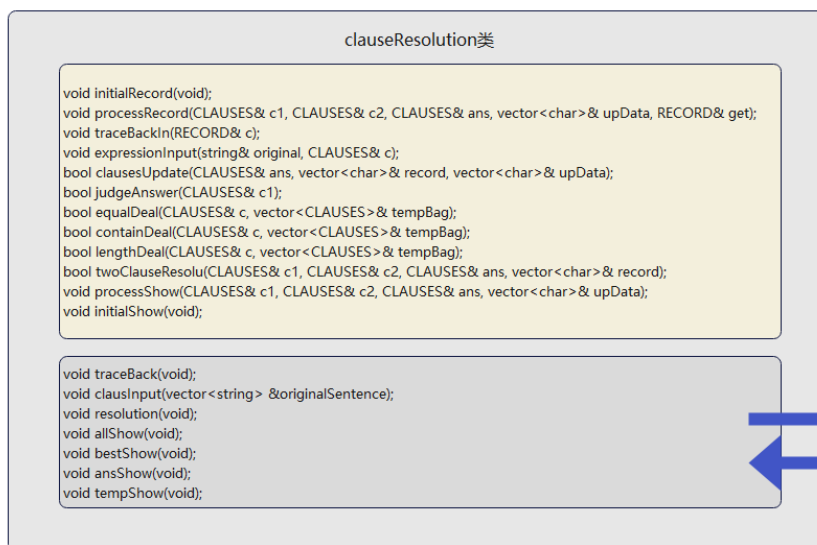 clauseResolution类
void initialRecord(void);
void processRecord(CLAUSES& c1, CLAUSES& c2, CLAUSES& ans, vector<char>& upData, RECORD& get);
void traceBackIn(RECORD& c);
void expressionInput(string& original, CLAUSES& c);
bool clausesUpdate(CLAUSES& ans, vector<char>& record, vector<char>& upData);
bool judgeAnswer(CLAUSES& c1);
bool equalDeal(CLAUSES& c, vector<CLAUSES>& tempBag);
bool containDeal(CLAUSES& c, vector<CLAUSES>& tempBag);
bool lengthDeal(CLAUSES& c, vector<CLAUSES>& tempBag);
bool twoClauseResolu(CLAUSES& c1, CLAUSES& c2, CLAUSES& ans, vector<char>& record);
void processShow(CLAUSES& c1, CLAUSES& c2, CLAUSES& ans, vector<char>& upData);
void initialShow(void);
void traceBack(void);
void clausInput(vector<string> &originalSentence);
void resolution(void);
void allShow(void);
void bestShow(void);
void ansShow(void);
void tempShow(void);